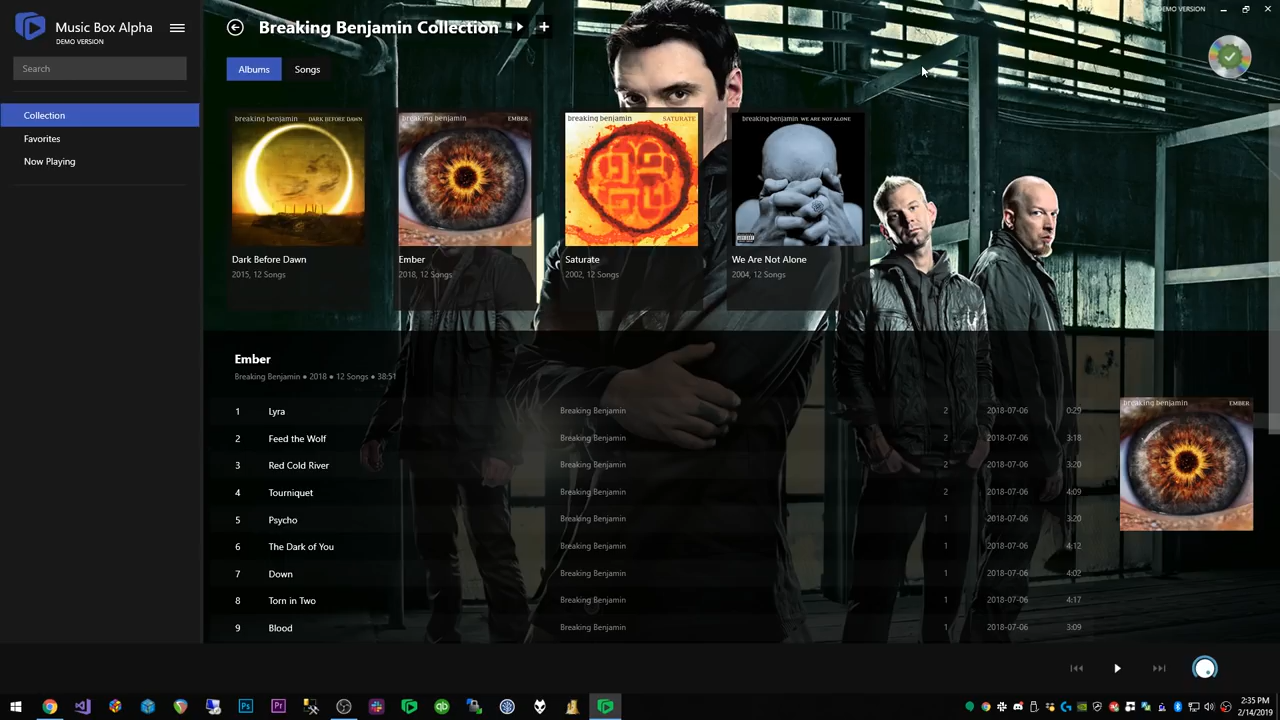 Music Box Alpha
DEMO VERSION
Search
Collection
Favorites
Now Playing
Breaking Benjamin Collection
DEMO VERSION
Albums
Songs
breaking benjamin DARK BEFORE DAWN
breaking benjamin EMBER
breaking benjamin SATURATE
breaking benjamin WE ARE NOT ALONE
Dark Before Dawn
2015, 12 Songs
Ember
2018, 12 Songs
Saturate
2002, 12 Songs
We Are Not Alone
2004, 12 Songs
Ember
Breaking Benjamin • 2018 • 12 Songs • 38:51
1 Lyra Breaking Benjamin 2 2018-07-06 0:29
2 Feed the Wolf Breaking Benjamin 2 2018-07-06 3:18
3 Red Cold River Breaking Benjamin 2 2018-07-06 3:20
4 Tourniquet Breaking Benjamin 2 2018-07-06 4:09
5 Psycho Breaking Benjamin 1 2018-07-06 3:20
6 The Dark of You Breaking Benjamin 1 2018-07-06 4:12
7 Down Breaking Benjamin 1 2018-07-06 4:02
8 Torn in Two Breaking Benjamin 1 2018-07-06 4:17
9 Blood Breaking Benjamin 1 2018-07-06 3:09
breaking benjamin EMBER
Ps
Pr
qb
2:35 PM
2/14/2019